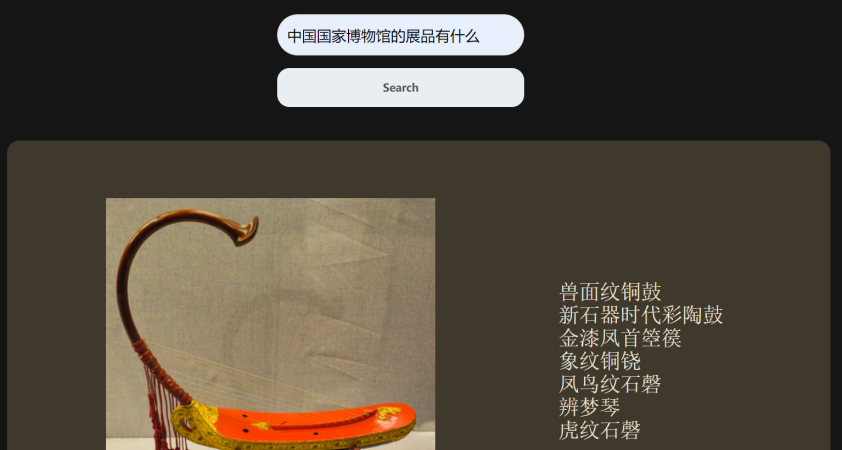 中国国家博物馆的展品有什么
Search
兽面纹铜鼓
新石器时代彩陶鼓
金漆凤首箜篌
象纹铜铙
凤鸟纹石磬
辨梦琴
虎纹石磬